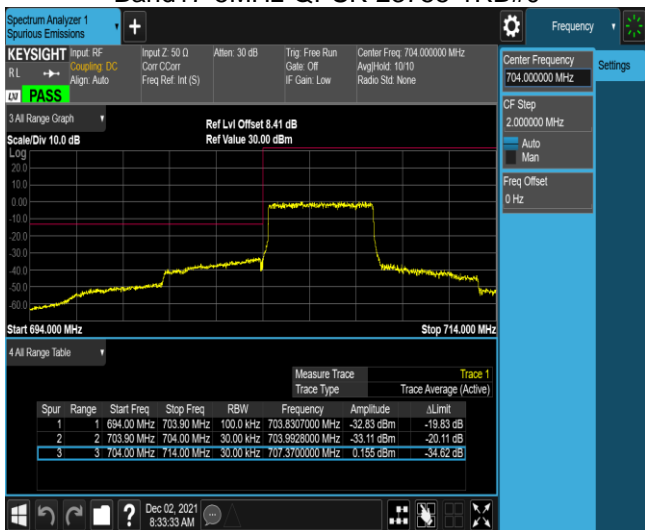 Spectrum Analyzer 1
Spurious Emissions
Frequency
KEYSIGHT Input: RF Input Z: 50 Ω Atten: 30 dB Trig: Free Run Center Freq: 704.000000 MHz
RL Coupling: DC Corr CCorr Gate: Off Avg|Hold: 10/10
Align: Auto Freq Ref: Int (S) IF Gain: Low Radio Std: None
LXI PASS
Center Frequency
704.000000 MHz
Settings
CF Step
2.000000 MHz
Auto
Man
Freq Offset
0 Hz
3 All Range Graph
Ref Lvl Offset 8.41 dB
Scale/Div 10.0 dB Ref Value 30.00 dBm
Log
20.0
10.0
0.00
-10.0
-20.0
-30.0
-40.0
-50.0
-60.0
Start 694.000 MHz Stop 714.000 MHz
4 All Range Table
Measure Trace Trace 1
Trace Type Trace Average (Active)
Spur Range Start Freq Stop Freq RBW Frequency Amplitude ΔLimit
1 1 694.00 MHz 703.90 MHz 100.0 kHz 703.8307000 MHz -32.83 dBm -19.83 dB
2 2 703.90 MHz 704.00 MHz 30.00 kHz 703.9928000 MHz -33.11 dBm -20.11 dB
3 3 704.00 MHz 714.00 MHz 30.00 kHz 707.3700000 MHz 0.155 dBm -34.62 dB
? Dec 02, 2021
8:33:33 AM